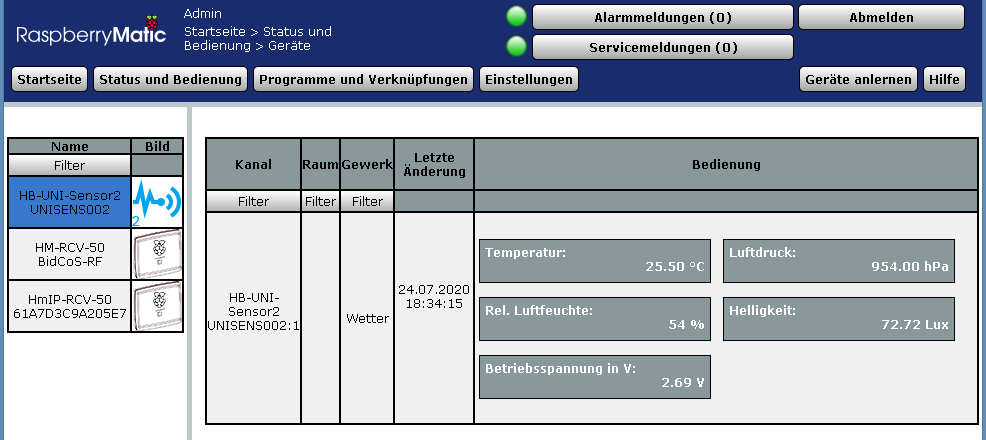 RaspberryMatic
Admin
Startseite > Status und
Bedienung > Geräte
Alarmmeldungen (0)
Abmelden
Servicemeldungen (0)
Startseite
Status und Bedienung
Programme und Verknüpfungen
Einstellungen
Geräte anlernen
Hilfe
Name
Bild
Filter
HB-UNI-Sensor2
UNISENS002
2
HM-RCV-50
BidCoS-RF
HmIP-RCV-50
61A7D3C9A205E7
Kanal
Raum
Gewerk
Letzte
Änderung
Bedienung
Filter
Filter
Filter
HB-UNI-
Sensor2
UNISENS002:1
Wetter
24.07.2020
18:34:15
Temperatur:
25.50 °C
Luftdruck:
954.00 hPa
Rel. Luftfeuchte:
54 %
Helligkeit:
72.72 Lux
Betriebsspannung in V:
2.69 V